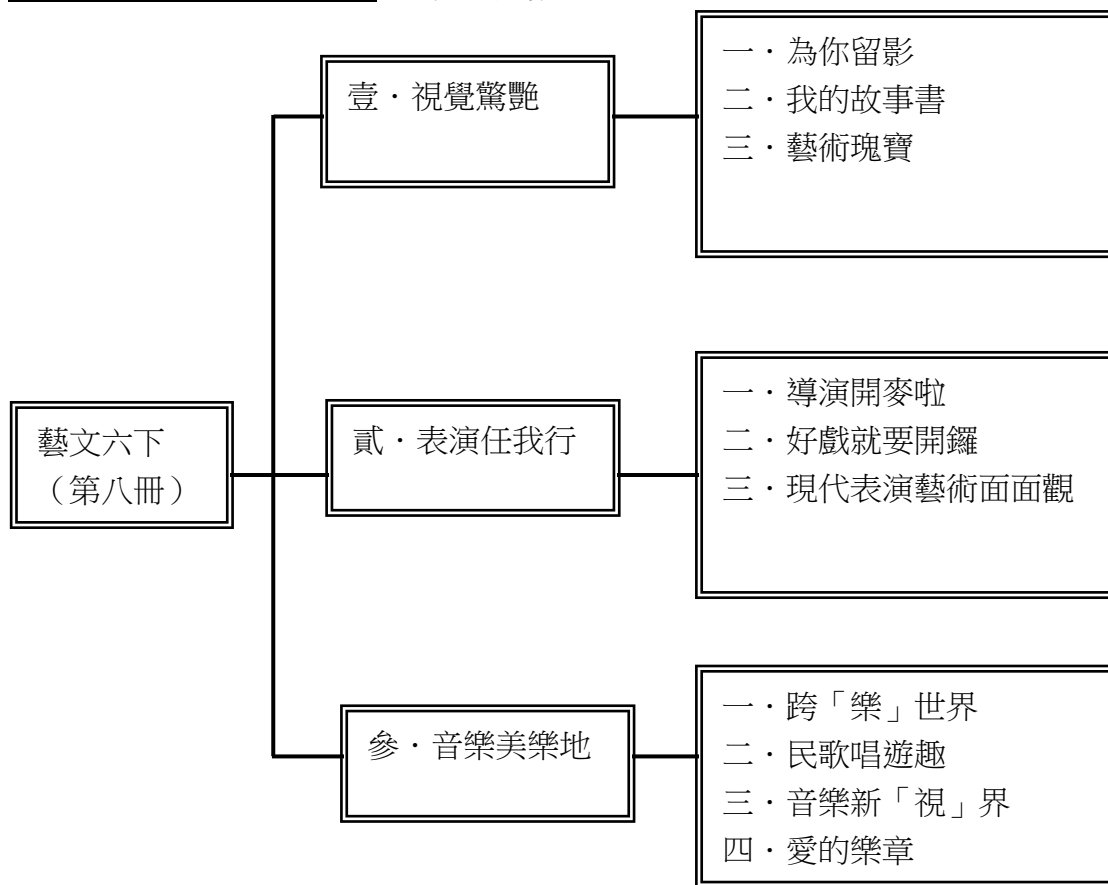 壹．視覺驚艷
一．為你留影
二．我的故事書
三．藝術瑰寶
藝文六下
（第八冊）
貳．表演任我行
一．導演開麥啦
二．好戲就要開鑼
三．現代表演藝術面面觀
參．音樂美樂地
一．跨「樂」世界
二．民歌唱遊趣
三．音樂新「視」界
四．愛的樂章